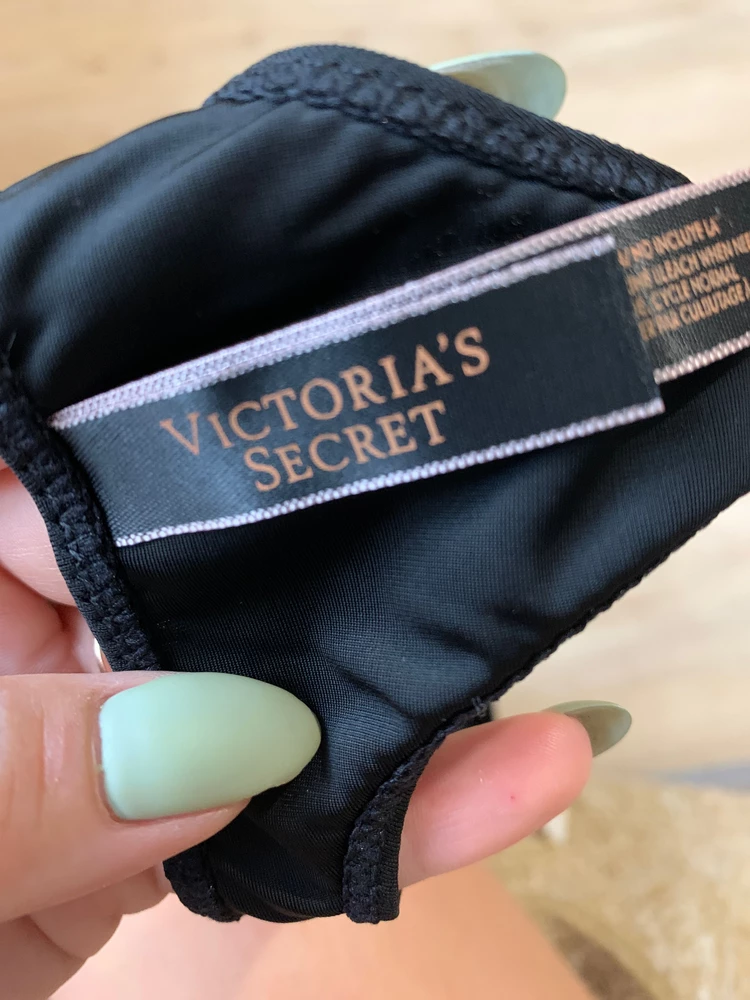 VICTORIA'S
SECRET
NO INCLUYE LA
BLEACH WHEN
CYCLE NORMAL